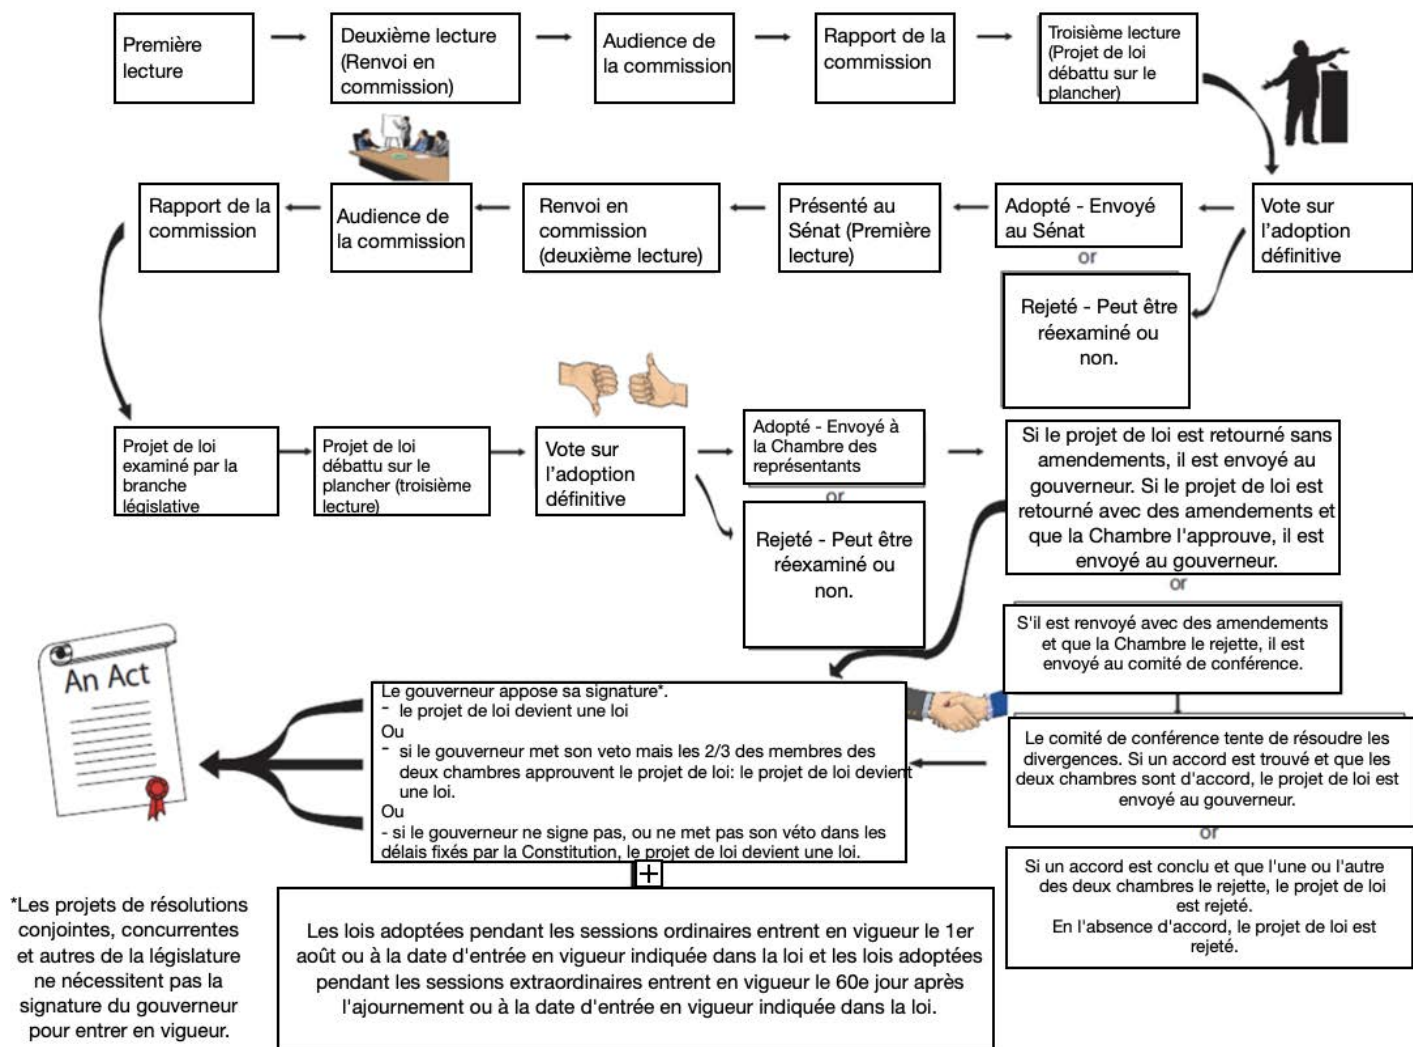 Première
lecture
Deuxième lecture
(Renvoi en
commission)
Audience de
la commission
Rapport de la
commission
Troisième lecture
(Projet de loi
débattu sur le
plancher)
Vote sur
l'adoption
définitive
Adopté - Envoyé
au Sénat
or
Rejeté - Peut être
réexaminé ou
non.
Présenté au
Sénat (Première
lecture)
Renvoi en
commission
(deuxième lecture)
Audience de
la commission
Rapport de la
commission
Projet de loi
examiné par la
branche
législative
Projet de loi
débattu sur le
plancher (troisième
lecture)
Vote sur
l'adoption
définitive
Adopté - Envoyé à
la Chambre des
représentants
or
Rejeté - Peut être
réexaminé ou
non.
Si le projet de loi est retourné sans
amendements, il est envoyé au
gouverneur. Si le projet de loi est
retourné avec des amendements et
que la Chambre l'approuve, il est
envoyé au gouverneur.
or
S'il est renvoyé avec des amendements
et que la Chambre le rejette, il est
envoyé au comité de conférence.
Le comité de conférence tente de résoudre les
divergences. Si un accord est trouvé et que les
deux chambres sont d'accord, le projet de loi est
envoyé au gouverneur.
or
Si un accord est conclu et que l'une ou l'autre
des deux chambres le rejette, le projet de loi
est rejeté.
En l'absence d'accord, le projet de loi est
rejeté.
Le gouverneur appose sa signature*.
- le projet de loi devient une loi
Ou
- si le gouverneur met son veto mais les 2/3 des membres des
deux chambres approuvent le projet de loi: le projet de loi devient
une loi.
Ou
- si le gouverneur ne signe pas, ou ne met pas son véto dans les
délais fixés par la Constitution, le projet de loi devient une loi.
+
Les lois adoptées pendant les sessions ordinaires entrent en vigueur le 1er
août ou à la date d'entrée en vigueur indiquée dans la loi et les lois adoptées
pendant les sessions extraordinaires entrent en vigueur le 60e jour après
l'ajournement ou à la date d'entrée en vigueur indiquée dans la loi.
An Act
*Les projets de résolutions
conjointes, concurrentes
et autres de la législature
ne nécessitent pas la
signature du gouverneur
pour entrer en vigueur.